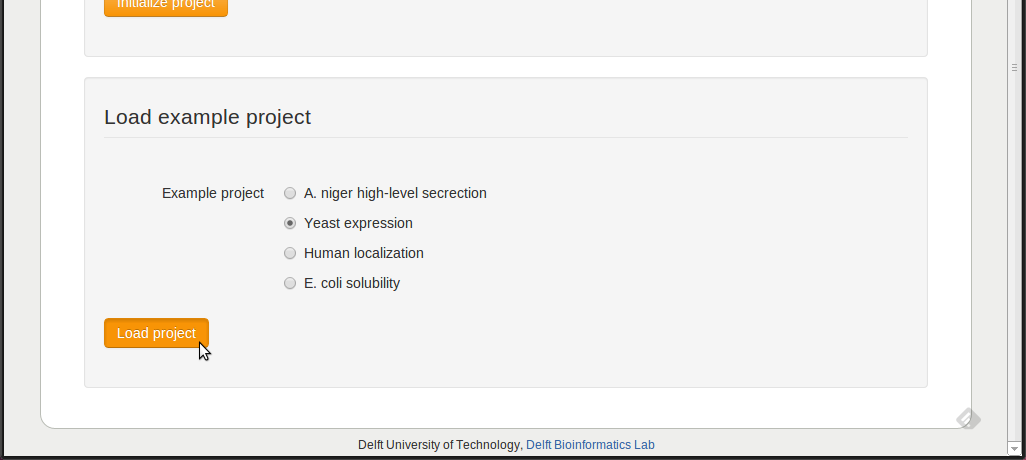 Initialize project
Load example project
Example project
A. niger high-level secrection
Yeast expression
Human localization
E. coli solubility
Load project
Delft University of Technology, Delft Bioinformatics Lab